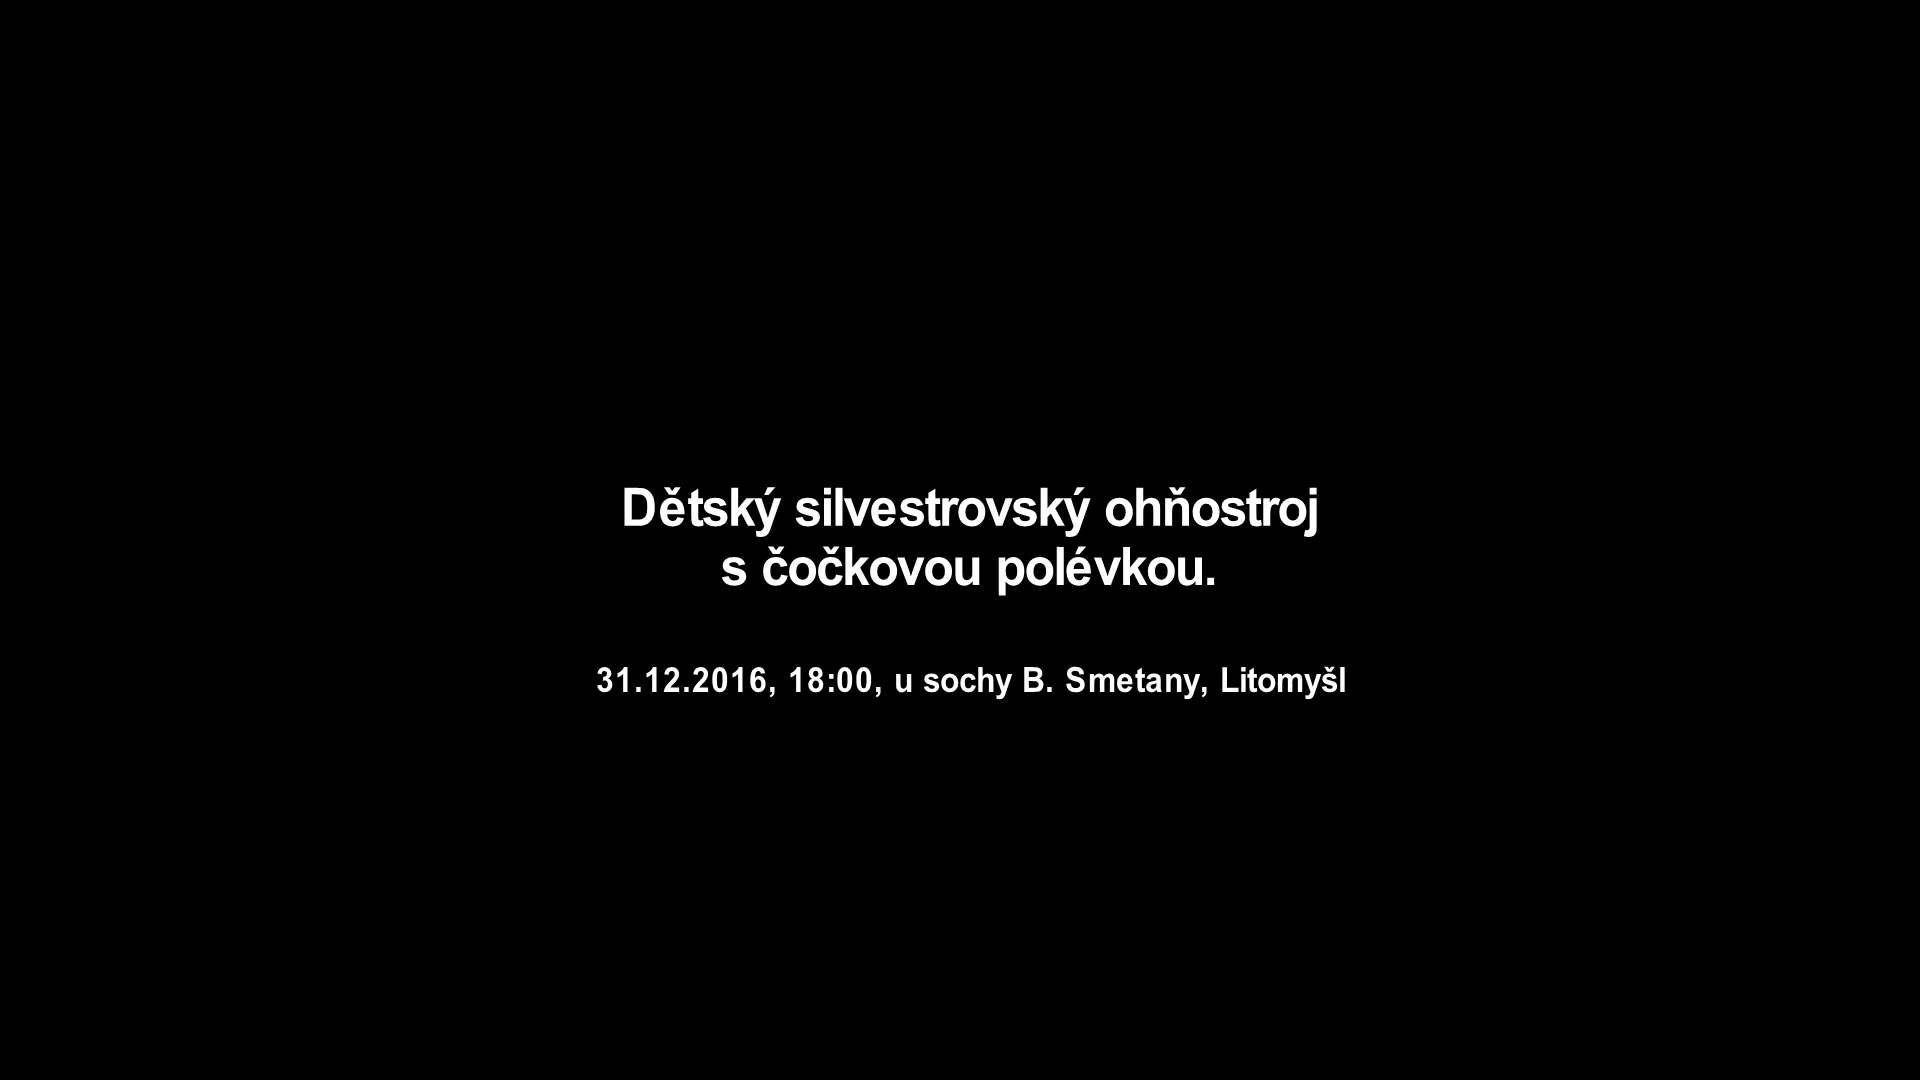 Dětský silvestrovský ohňostroj
s čočkovou polévkou.
31.12.2016, 18:00, u sochy B. Smetany, Litomyšl